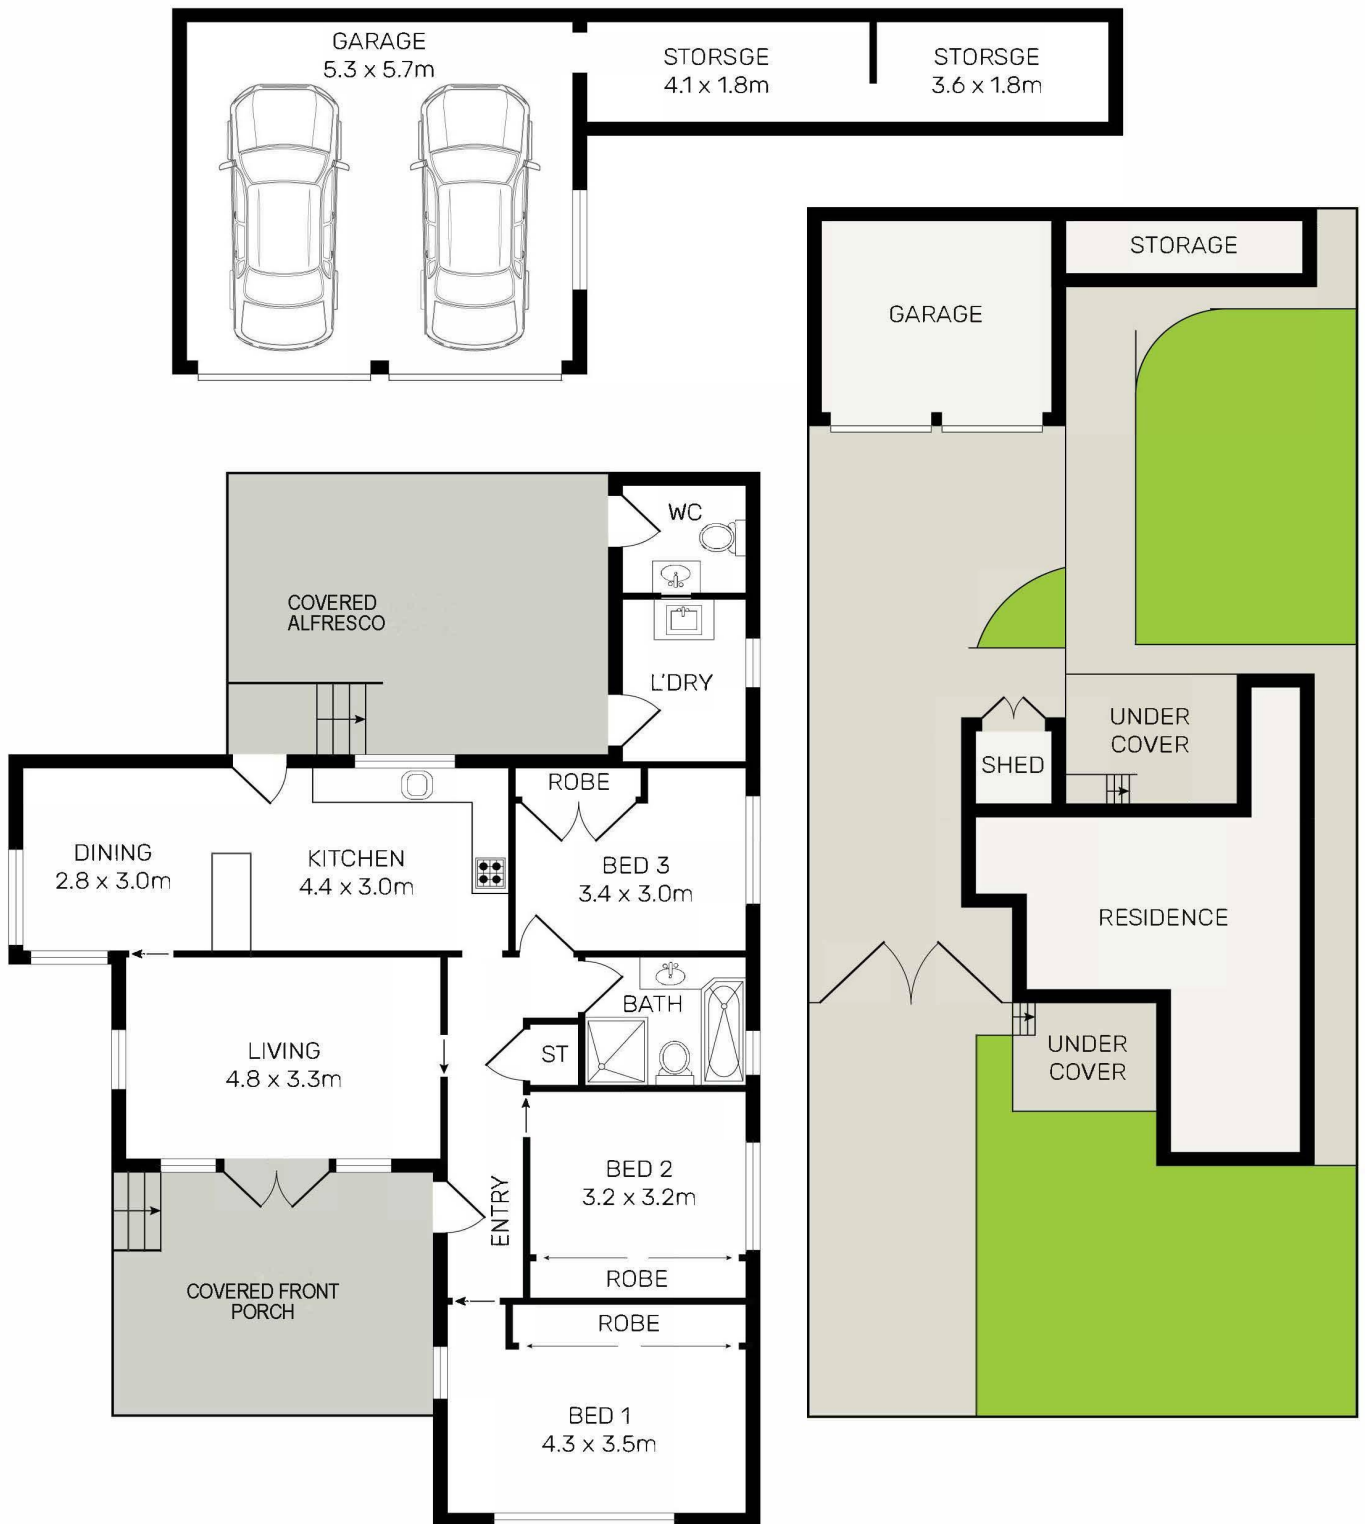 GARAGE
5.3 x 5.7m
STORSGE
4.1 x 1.8m
STORSGE
3.6 x 1.8m
STORAGE
GARAGE
WC
COVERED
ALFRESCO
L'DRY
UNDER
COVER
SHED
ROBE
DINING
2.8 x 3.0m
KITCHEN
4.4 x 3.0m
BED 3
3.4 x 3.0m
RESIDENCE
BATH
LIVING
4.8 x 3.3m
ST
UNDER
COVER
BED 2
3.2 x 3.2m
ENTRY
ROBE
COVERED FRONT
PORCH
ROBE
BED 1
4.3 x 3.5m